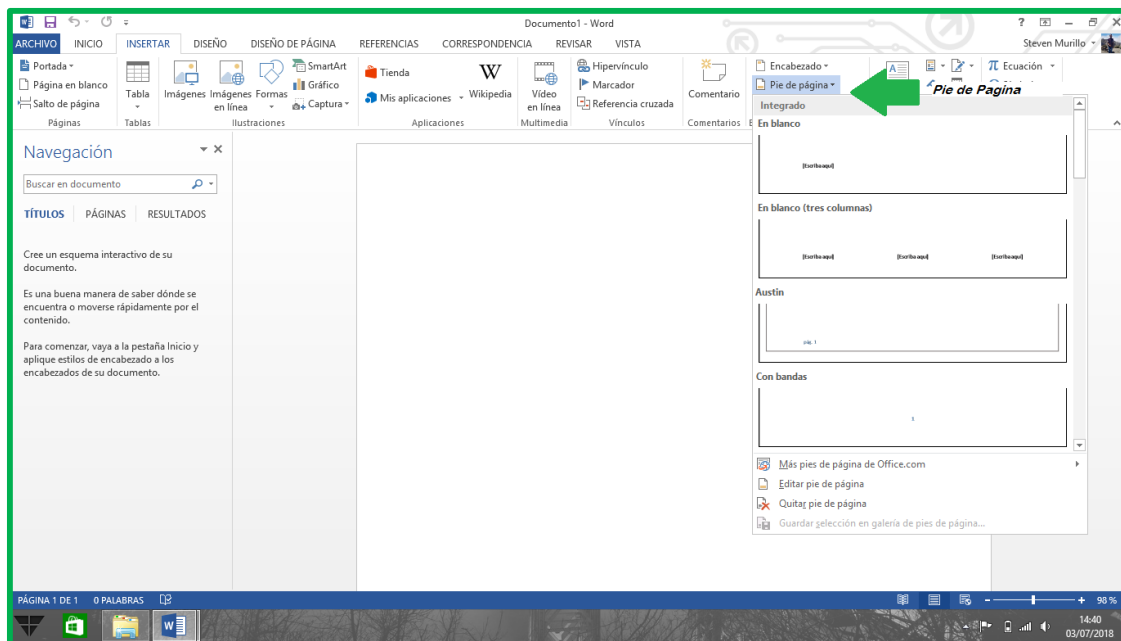 Documento1 - Word
ARCHIVO INICIO INSERTAR DISEÑO DISEÑO DE PÁGINA REFERENCIAS CORRESPONDENCIA REVISAR VISTA Steven Murillo
Portada
Página en blanco
Salto de página
Páginas
Tabla
Tablas
Imágenes
Imágenes
en línea
Formas
SmartArt
Gráfico
Captura
Ilustraciones
Tienda
Mis aplicaciones
Wikipedia
Aplicaciones
Vídeo
en línea
Multimedia
Hipervínculo
Marcador
Referencia cruzada
Vínculos
Comentario
Comentarios
Encabezado
Pie de página
Ecuación
Pie de Pagina
Integrado
En blanco
[Escriba aquí]
En blanco (tres columnas)
[Escriba aquí] [Escriba aquí] [Escriba aquí]
Austin
pág. 1
Con bandas
Más pies de página de Office.com
Editar pie de página
Quitar pie de página
Guardar selección en galería de pies de página...
Navegación
Buscar en documento
TÍTULOS PÁGINAS RESULTADOS
Cree un esquema interactivo de su
documento.
Es una buena manera de saber dónde se
encuentra o moverse rápidamente por el
contenido.
Para comenzar, vaya a la pestaña Inicio y
aplique estilos de encabezado a los
encabezados de su documento.
PÁGINA 1 DE 1 0 PALABRAS 98 %
14:40
03/07/2018